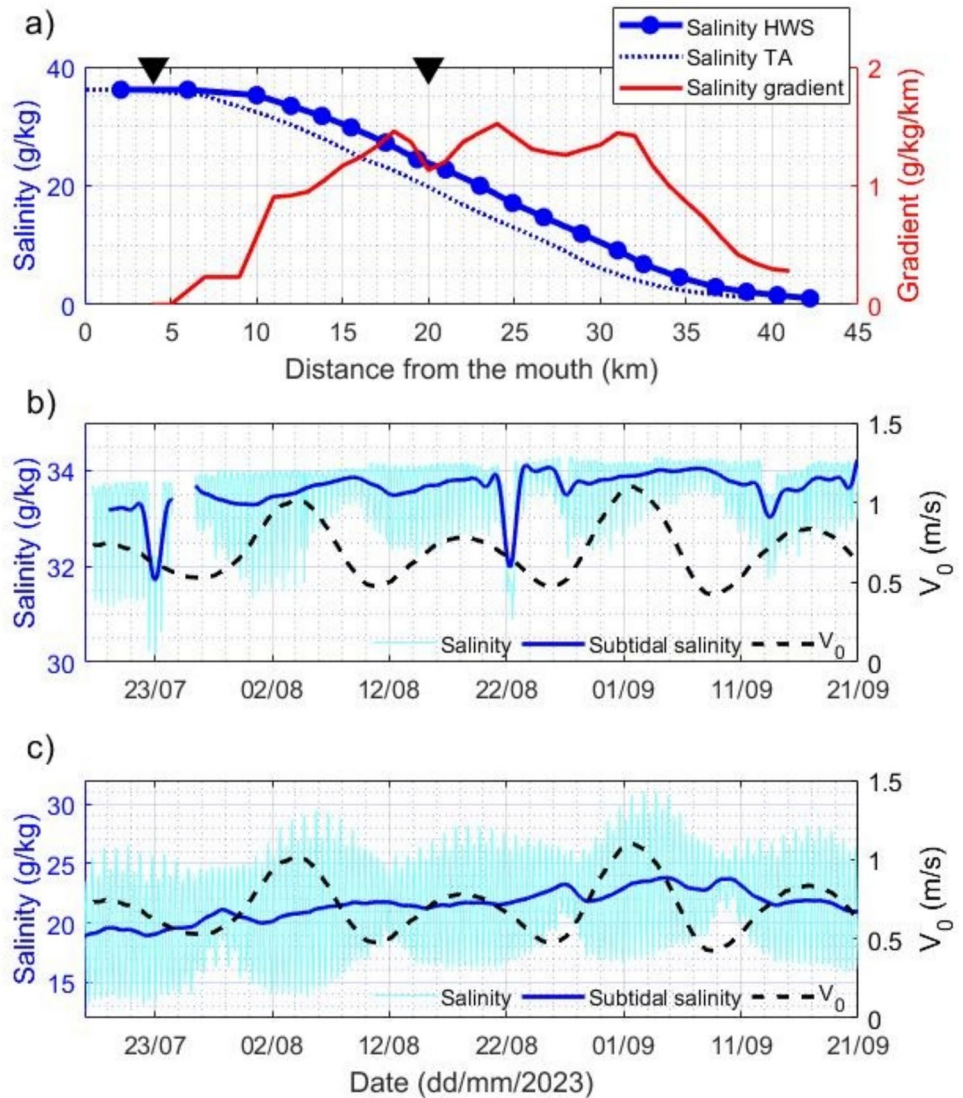 a)
Salinity HWS
Salinity TA
Salinity gradient
40
20
0
Salinity (g/kg)
2
1
0
Gradient (g/kg/km)
0 5 10 15 20 25 30 35 40 45
Distance from the mouth (km)
b)
34
32
30
Salinity (g/kg)
1.5
1
0.5
0
V0 (m/s)
Salinity Subtidal salinity V0
23/07 02/08 12/08 22/08 01/09 11/09 21/09
c)
30
25
20
15
Salinity (g/kg)
1.5
1
0.5
0
V0 (m/s)
Salinity Subtidal salinity V0
23/07 02/08 12/08 22/08 01/09 11/09 21/09
Date (dd/mm/2023)